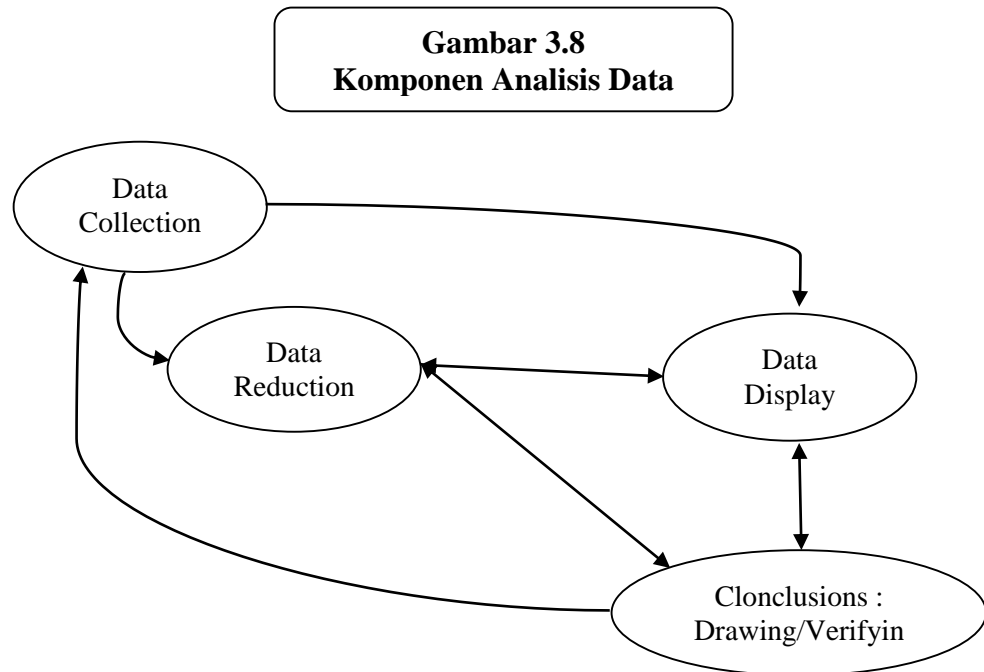 Gambar 3.8
Komponen Analisis Data
Data
Collection
Data
Reduction
Data
Display
Clonclusions :
Drawing/Verifyin